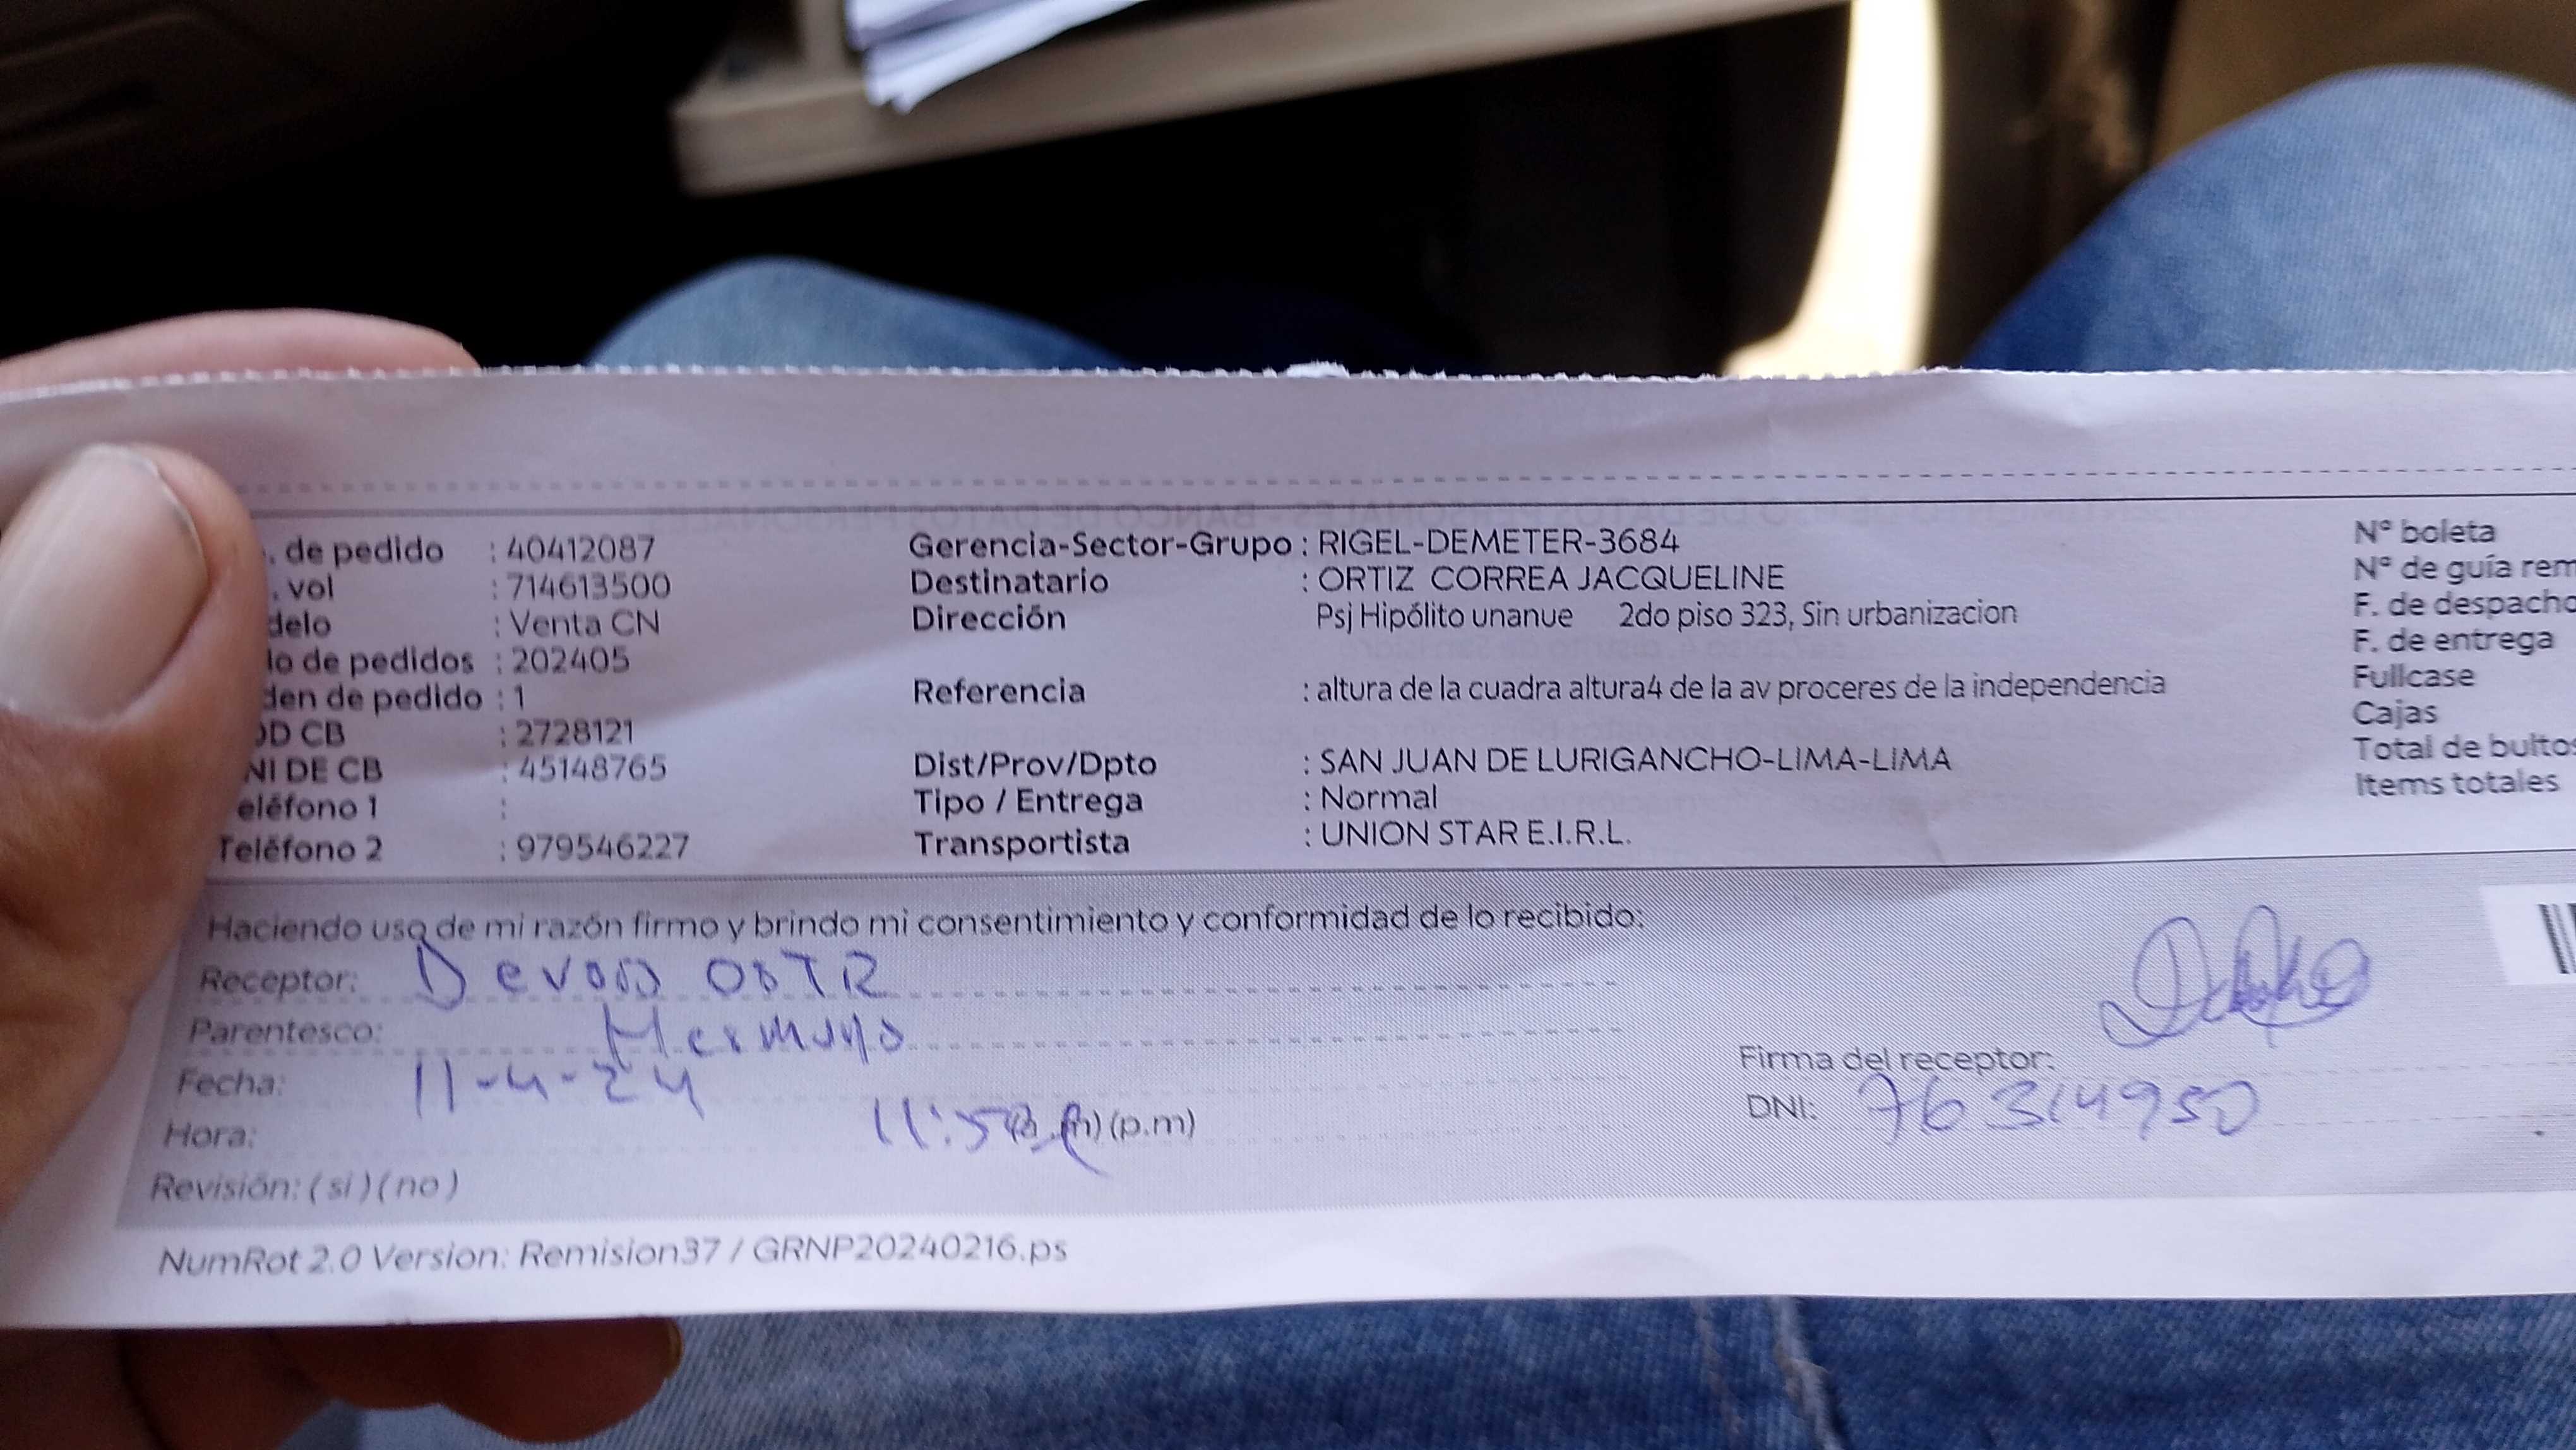 . de pedido : 40412087
. vol : 714613500
delo : Venta CN
lo de pedidos : 202405
den de pedido : 1
OD CB : 2728121
NI DE CB : 45148765
eléfono 1 :
Teléfono 2 : 979546227
Gerencia-Sector-Grupo : RIGEL-DEMETER-3684
Destinatario : ORTIZ CORREA JACQUELINE
Dirección Psj Hipólito unanue 2do piso 323, Sin urbanizacion
Referencia : altura de la cuadra altura4 de la av proceres de la independencia
Dist/Prov/Dpto : SAN JUAN DE LURIGANCHO-LIMA-LIMA
Tipo / Entrega : Normal
Transportista : UNION STAR E.I.R.L.
N° boleta
N° de guía rem
F. de despacho
F. de entrega
Fullcase
Cajas
Total de bultos
Items totales
Haciendo uso de mi razón firmo y brindo mi consentimiento y conformidad de lo recibido:
Receptor:
Parentesco: Hermano
Fecha: 11-4-24
Hora: (p.m)
Revisión: (si) (no)
Firma del receptor:
DNI: 76314950
NumRot 2.0 Version: Remision37 / GRNP20240216.ps